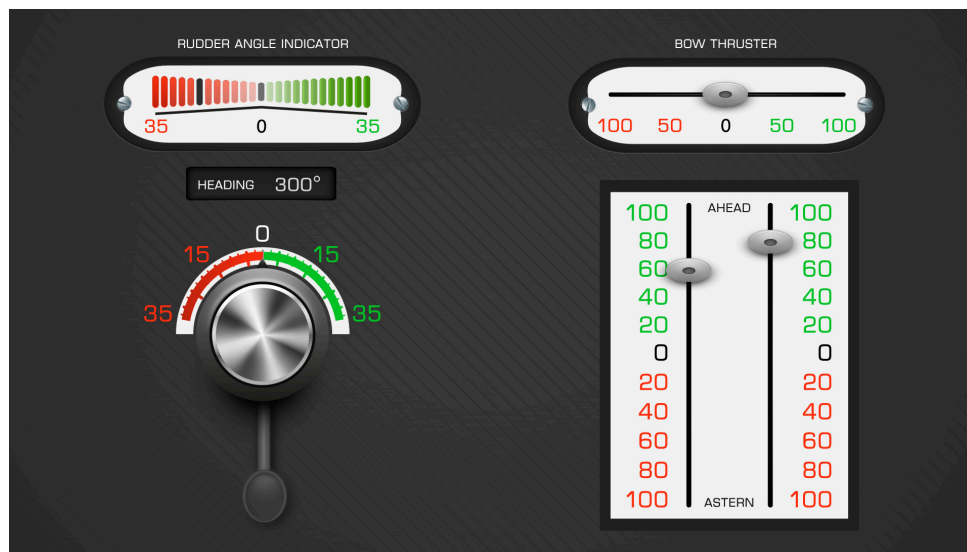 RUDDER ANGLE INDICATOR
35 0 35
HEADING 300°
0
15 15
35 35
BOW THRUSTER
100 50 0 50 100
100 AHEAD 100
80 80
60 60
40 40
20 20
0 0
20 20
40 40
60 60
80 80
100 ASTERN 100